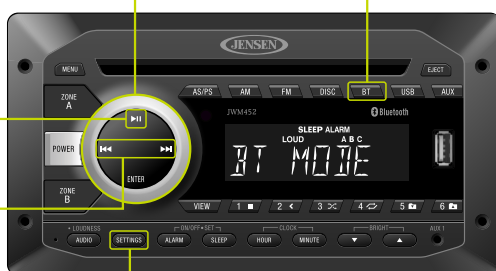 JENSEN
MENU
EJECT
AS/PS AM FM DISC BT USB AUX
ZONE
A
JWM452
Bluetooth
SLEEP ALARM
LOUD A B C
BT MODE
POWER
ENTER
ZONE
B
VIEW 1 2 3 4 5 6
+ LOUDNESS
ON/OFF•SET
CLOCK
BRIGHT
AUX 1
AUDIO SETTINGS ALARM SLEEP HOUR MINUTE